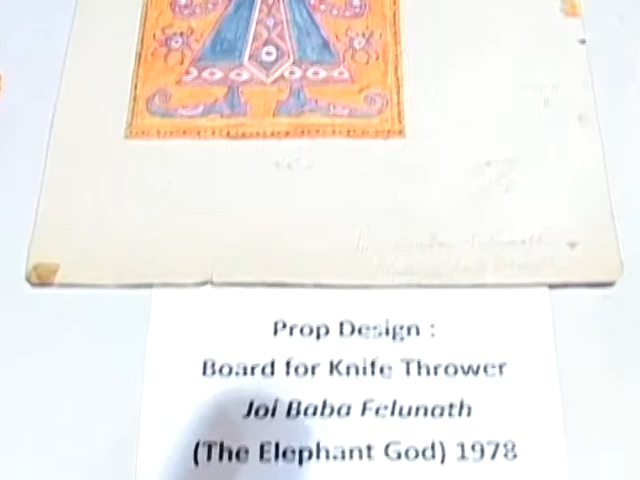 Prop Design :
Board for Knife Thrower
Joi Baba Felunath
(The Elephant God) 1978